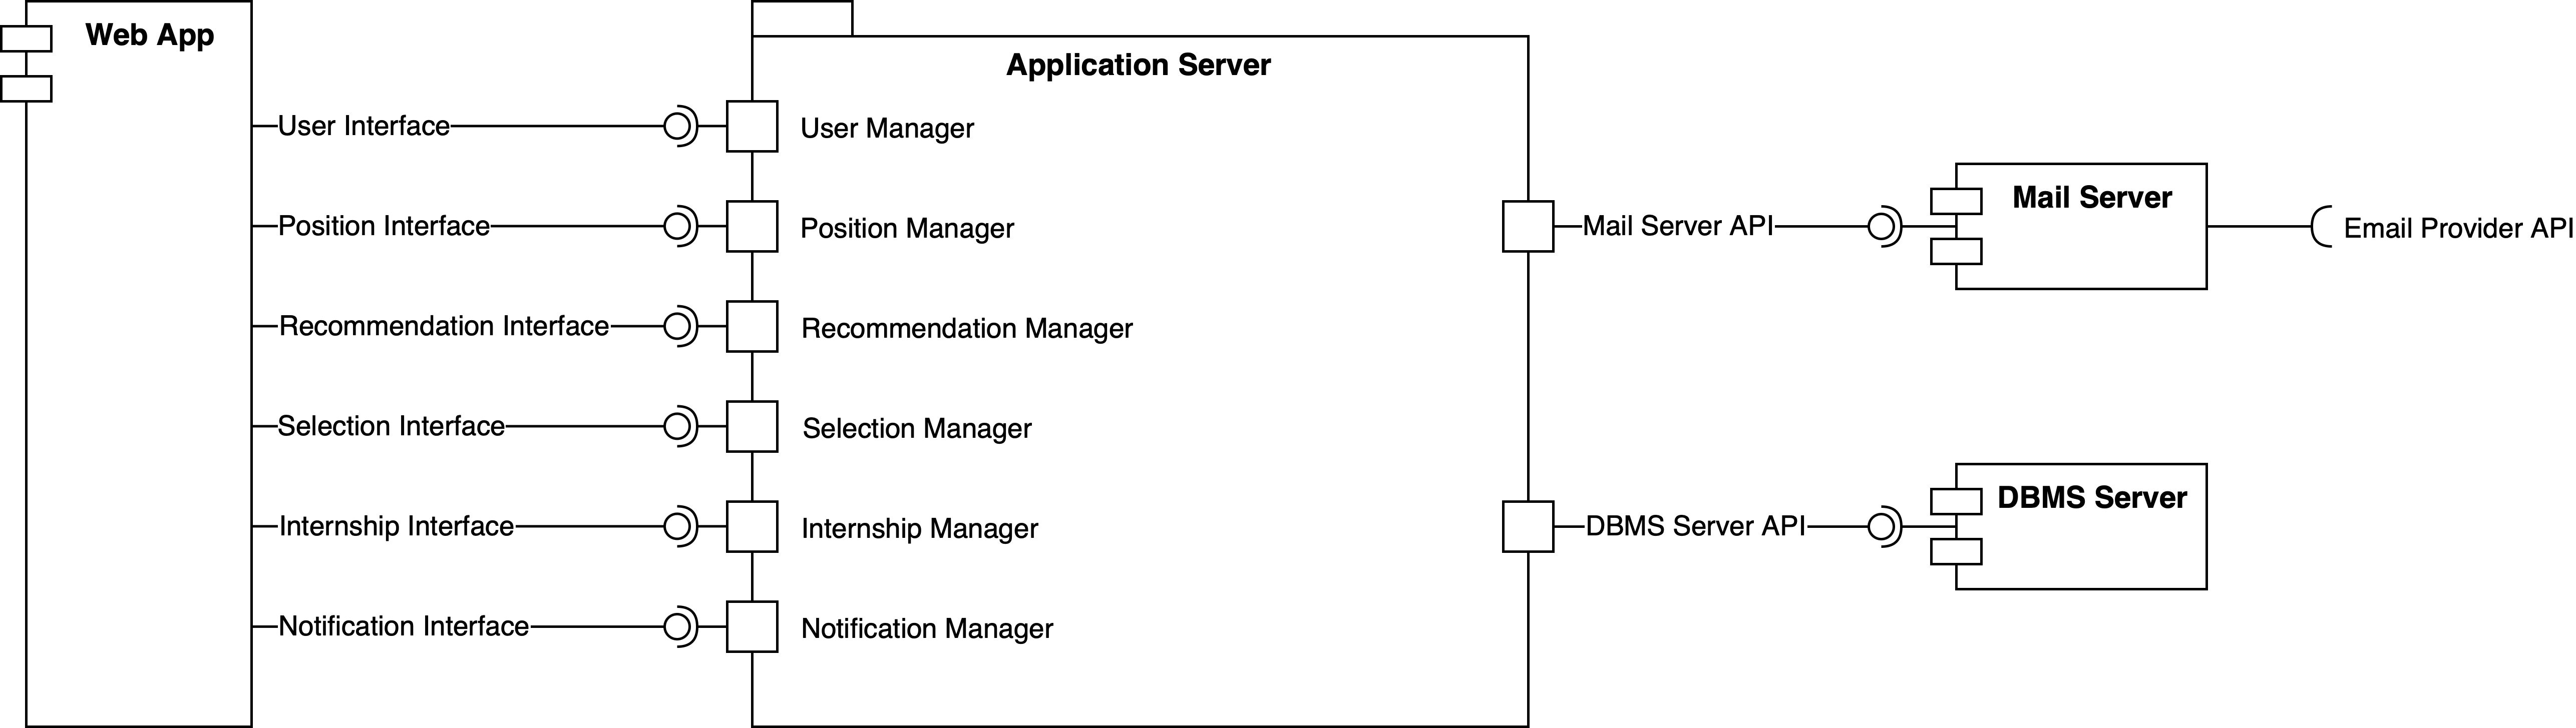 Web App
Application Server
User Interface
User Manager
Position Interface
Position Manager
Recommendation Interface
Recommendation Manager
Selection Interface
Selection Manager
Internship Interface
Internship Manager
Notification Interface
Notification Manager
Mail Server API
Mail Server
Email Provider API
DBMS Server API
DBMS Server